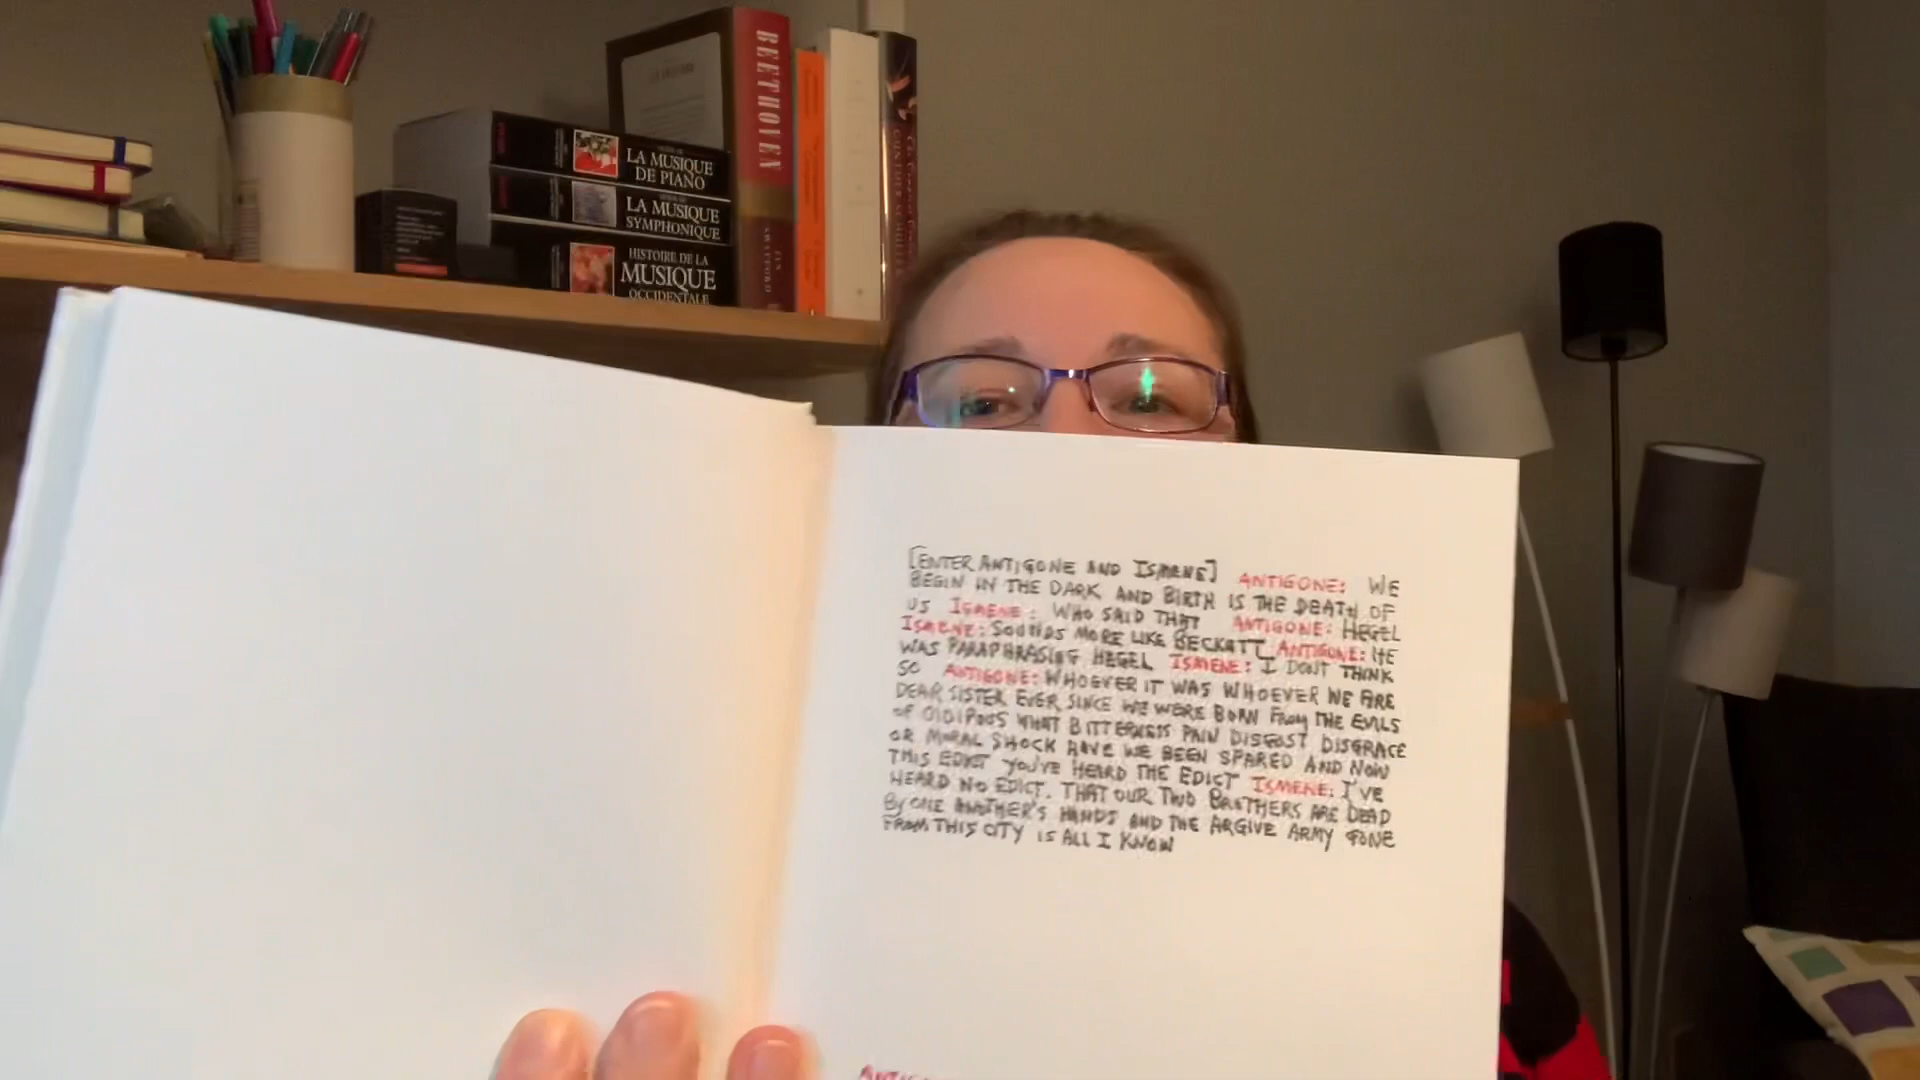 BEETHOVEN
LA MUSIQUE
DE PIANO
LA MUSIQUE
SYMPHONIQUE
HISTOIRE DE LA
MUSIQUE
OCCIDENTALE
JAN
SWAFFORD
[ENTER ANTIGONE AND ISMENE] ANTIGONE: WE
BEGIN IN THE DARK AND BIRTH IS THE DEATH OF
US ISMENE: WHO SAID THAT ANTIGONE: HEGEL
ISMENE: SOUNDS MORE LIKE BECKETT ANTIGONE: HE
WAS PARAPHRASING HEGEL ISMENE: I DON'T THINK
SO ANTIGONE: WHOEVER IT WAS WHOEVER WE ARE
DEAR SISTER EVER SINCE WE WERE BORN FROM THE EVILS
OF OIDIPOUS WHAT BITTERNESS PAIN DISGUST DISGRACE
OR MORAL SHOCK HAVE WE BEEN SPARED AND NOW
THIS EDICT YOU'VE HEARD THE EDICT ISMENE: I'VE
HEARD NO EDICT. THAT OUR TWO BROTHERS ARE DEAD
BY ONE ANOTHER'S HANDS AND THE ARGIVE ARMY GONE
FROM THIS CITY IS ALL I KNOW